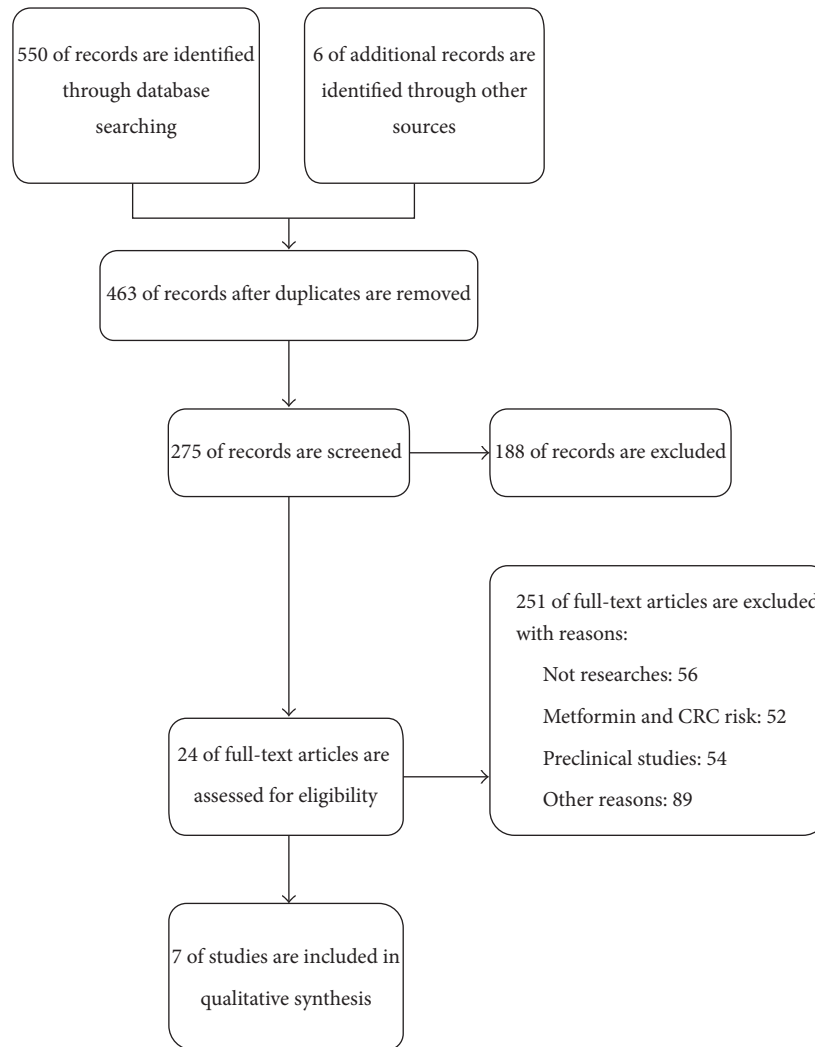 550 of records are identified
through database
searching
6 of additional records are
identified through other
sources
463 of records after duplicates are removed
275 of records are screened
188 of records are excluded
251 of full-text articles are excluded
with reasons:
Not researches: 56
Metformin and CRC risk: 52
Preclinical studies: 54
Other reasons: 89
24 of full-text articles are
assessed for eligibility
7 of studies are included in
qualitative synthesis